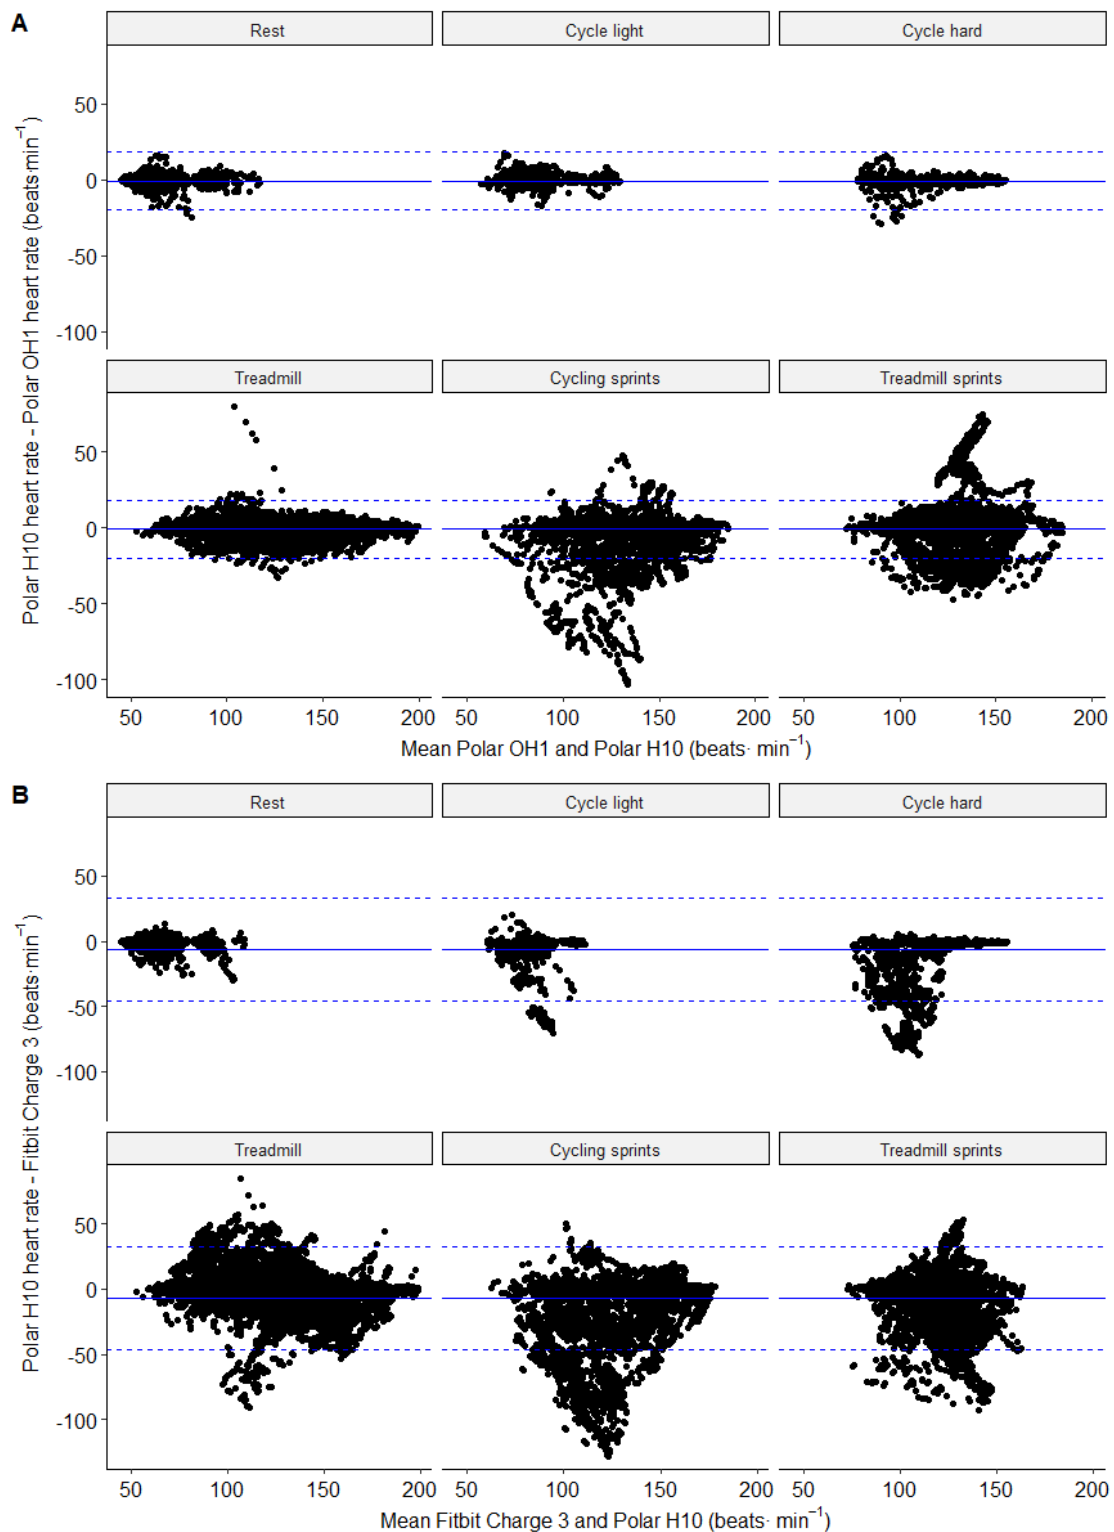 A
Rest Cycle light Cycle hard
50
0
-50
-100
Treadmill Cycling sprints Treadmill sprints
50
0
-50
-100
50 100 150 200 50 100 150 200 50 100 150 200
Polar H10 heart rate - Polar OH1 heart rate (beats·min⁻¹)
Mean Polar OH1 and Polar H10 (beats· min⁻¹)
B
Rest Cycle light Cycle hard
50
0
-50
-100
Treadmill Cycling sprints Treadmill sprints
50
0
-50
-100
50 100 150 200 50 100 150 200 50 100 150 200
Polar H10 heart rate - Fitbit Charge 3 (beats·min⁻¹)
Mean Fitbit Charge 3 and Polar H10 (beats· min⁻¹)